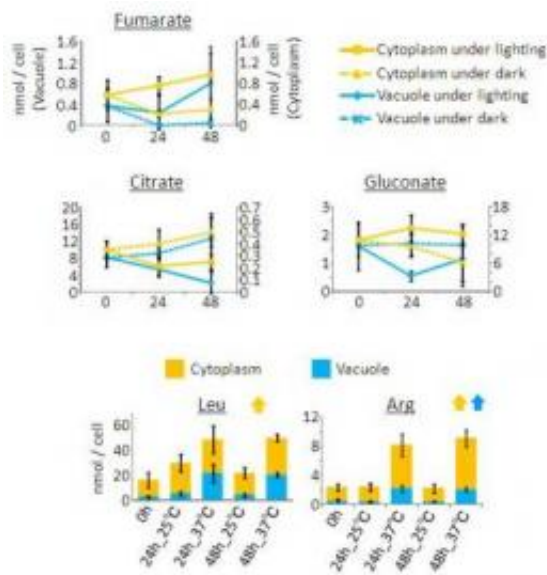 Fumarate
nmol / cell
(Vacuole)
1.6
1.2
0.8
0.4
0
1.6
1.2
0.8
0.4
0
nmol / cell
(Cytoplasm)
0 24 48
Cytoplasm under lighting
Cytoplasm under dark
Vacuole under lighting
Vacuole under dark
Citrate
20
16
12
8
4
0
0.7
0.6
0.5
0.4
0.3
0.2
0.1
0
0 24 48
Gluconate
3
2
1
0
18
12
6
0
0 24 48
Cytoplasm Vacuole
Leu
nmol / cell
60
40
20
0
0h 24h_25℃ 24h_37℃ 48h_25℃ 48h_37℃
Arg
12
8
4
0
0h 24h_25℃ 24h_37℃ 48h_25℃ 48h_37℃